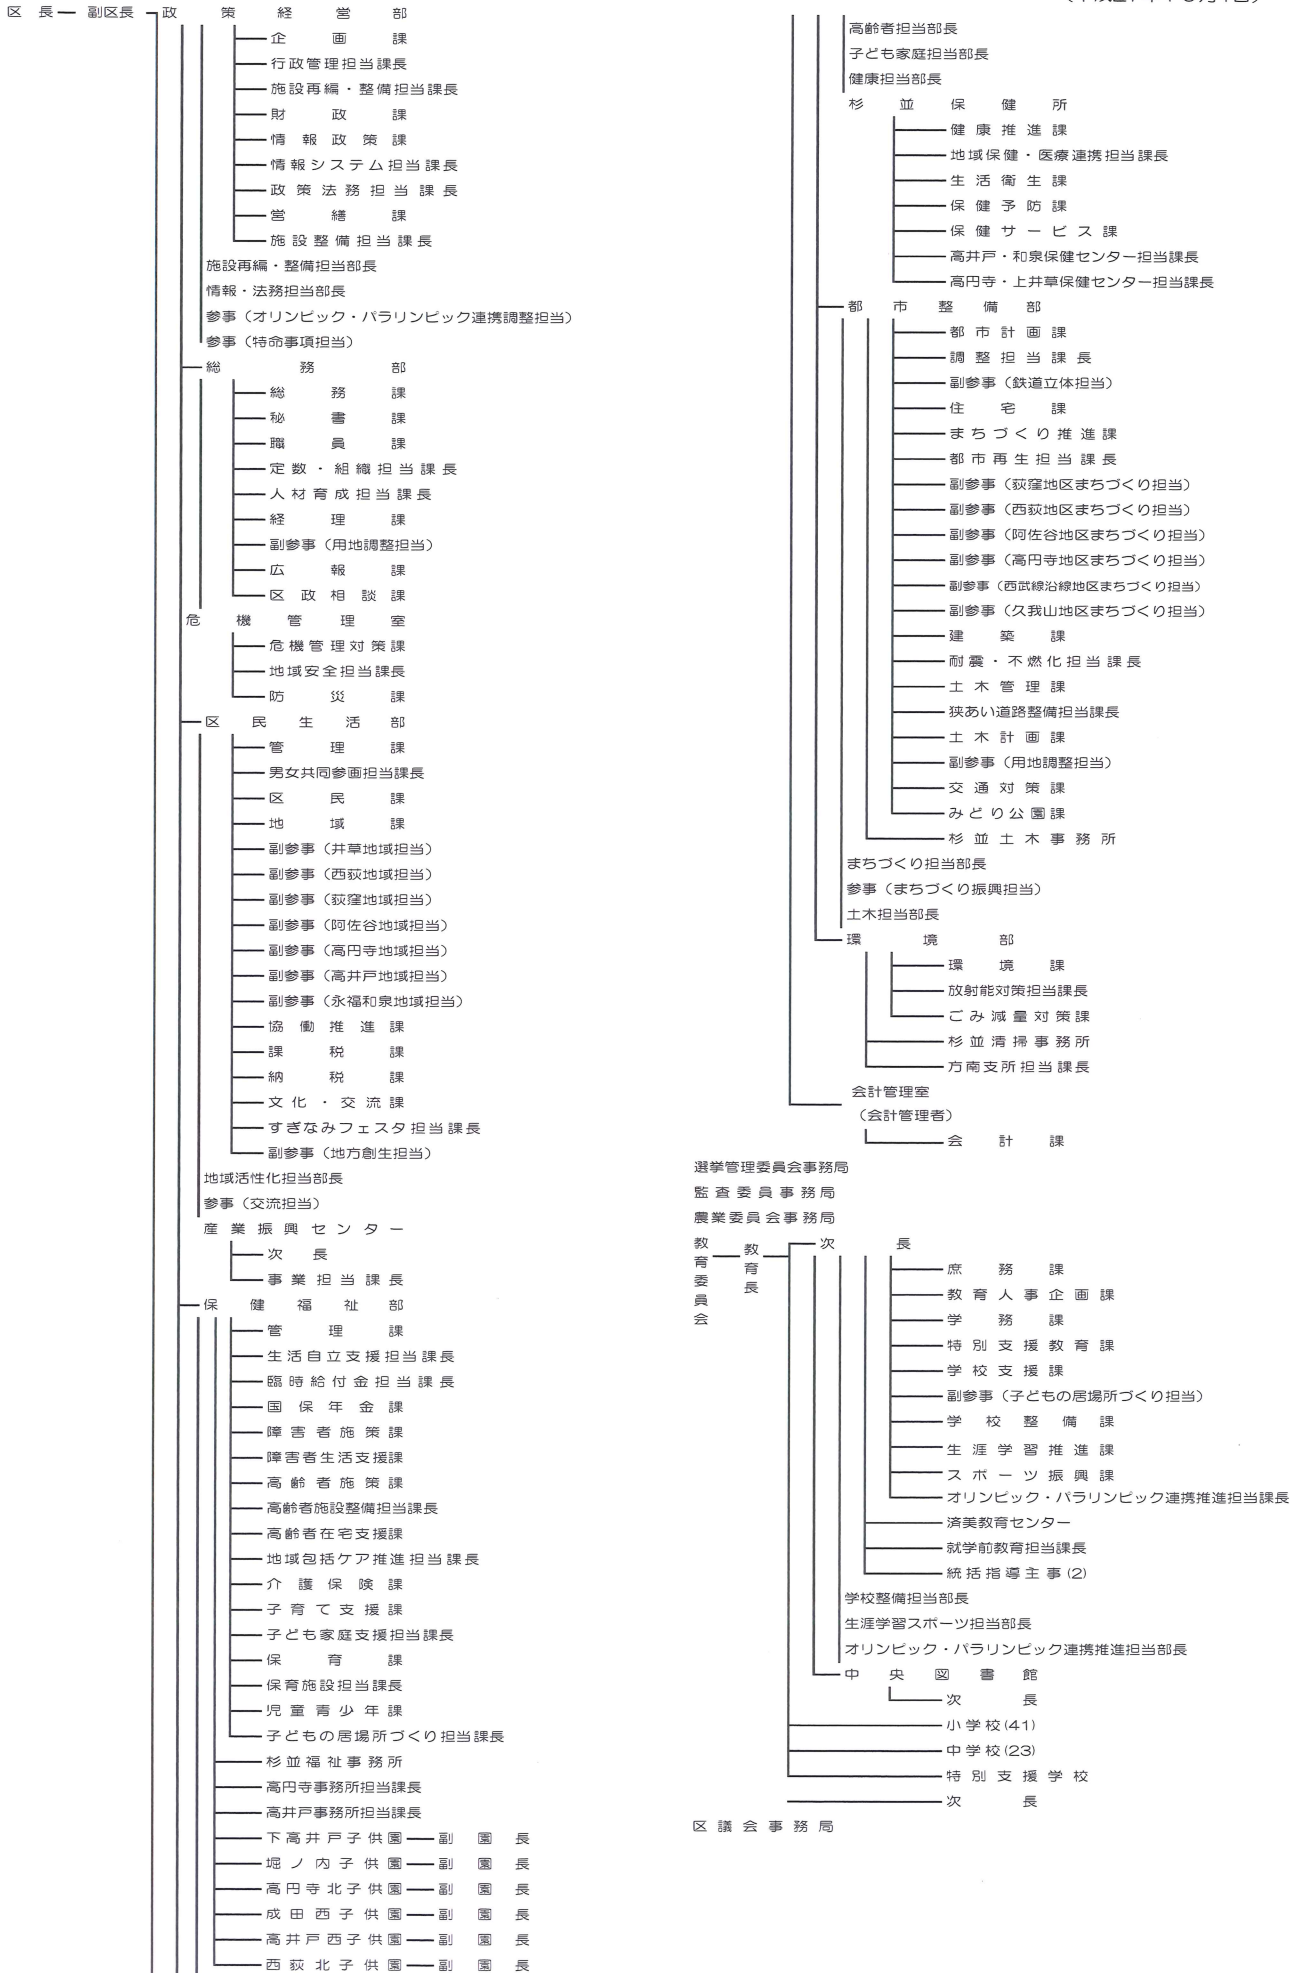 区長 副区長 政策経営部
企画課
行政管理担当課長
施設再編・整備担当課長
財政課
情報政策課
情報システム担当課長
政策法務担当課長
営繕課
施設整備担当課長
施設再編・整備担当部長
情報・法務担当部長
参事（オリンピック・パラリンピック連携調整担当）
参事（特命事項担当）
総務部
総務課
秘書課
職員課
定数・組織担当課長
人材育成担当課長
経理課
副参事（用地調整担当）
広報課
区政相談課
危機管理室
危機管理対策課
地域安全担当課長
防災課
区民生活部
管理課
男女共同参画担当課長
区民課
地域課
副参事（井草地域担当）
副参事（西荻地域担当）
副参事（荻窪地域担当）
副参事（阿佐谷地域担当）
副参事（高円寺地域担当）
副参事（高井戸地域担当）
副参事（永福和泉地域担当）
協働推進課
課税課
納税課
文化・交流課
すぎなみフェスタ担当課長
副参事（地方創生担当）
地域活性化担当部長
参事（交流担当）
産業振興センター
次長
事業担当課長
保健福祉部
管理課
生活自立支援担当課長
臨時給付金担当課長
国保年金課
障害者施策課
障害者生活支援課
高齢者施策課
高齢者施設整備担当課長
高齢者在宅支援課
地域包括ケア推進担当課長
介護保険課
子育て支援課
子ども家庭支援担当課長
保育課
保育施設担当課長
児童青少年課
子どもの居場所づくり担当課長
杉並福祉事務所
高円寺事務所担当課長
高井戸事務所担当課長
下高井戸子供園 副園長
堀ノ内子供園 副園長
高円寺北子供園 副園長
成田西子供園 副園長
高井戸西子供園 副園長
西荻北子供園 副園長
高齢者担当部長
子ども家庭担当部長
健康担当部長
杉並保健所
健康推進課
地域保健・医療連携担当課長
生活衛生課
保健予防課
保健サービス課
高井戸・和泉保健センター担当課長
高円寺・上井草保健センター担当課長
都市整備部
都市計画課
調整担当課長
副参事（鉄道立体担当）
住宅課
まちづくり推進課
都市再生担当課長
副参事（荻窪地区まちづくり担当）
副参事（西荻地区まちづくり担当）
副参事（阿佐谷地区まちづくり担当）
副参事（高円寺地区まちづくり担当）
副参事（西武線沿線地区まちづくり担当）
副参事（久我山地区まちづくり担当）
建築課
耐震・不燃化担当課長
土木管理課
狭あい道路整備担当課長
土木計画課
副参事（用地調整担当）
交通対策課
みどり公園課
杉並土木事務所
まちづくり担当部長
参事（まちづくり振興担当）
土木担当部長
環境部
環境課
放射能対策担当課長
ごみ減量対策課
杉並清掃事務所
方南支所担当課長
会計管理室
（会計管理者）
会計課
選挙管理委員会事務局
監査委員事務局
農業委員会事務局
教育委員会 教育長 次長
庶務課
教育人事企画課
学務課
特別支援教育課
学校支援課
副参事（子どもの居場所づくり担当）
学校整備課
生涯学習推進課
スポーツ振興課
オリンピック・パラリンピック連携推進担当課長
済美教育センター
就学前教育担当課長
統括指導主事(2)
学校整備担当部長
生涯学習スポーツ担当部長
オリンピック・パラリンピック連携推進担当部長
中央図書館
次長
小学校(41)
中学校(23)
特別支援学校
次長
区議会事務局